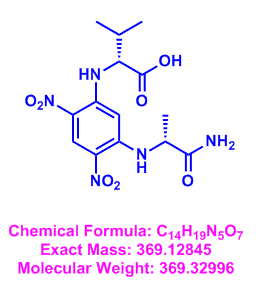 HN
OH
O
O₂N
NO₂
N
H
O
NH₂
Chemical Formula: C₁₄H₁₉N₅O₇
Exact Mass: 369.12845
Molecular Weight: 369.32996